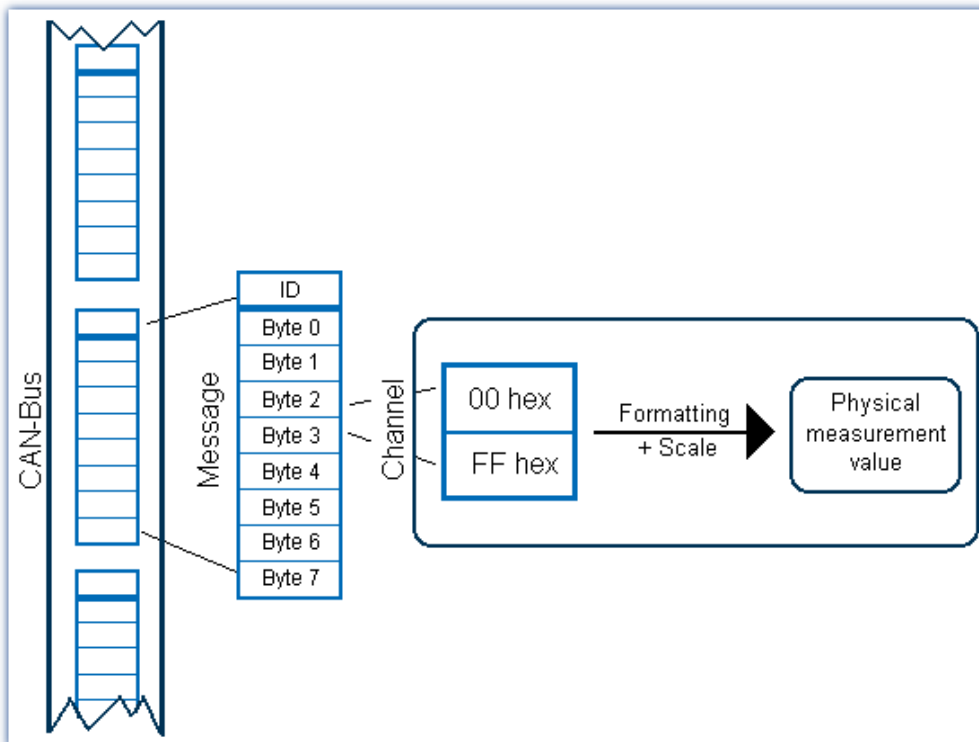 CAN-Bus
Message
ID
Byte 0
Byte 1
Byte 2
Byte 3
Byte 4
Byte 5
Byte 6
Byte 7
Channel
00 hex
FF hex
Formatting
+ Scale
Physical
measurement
value